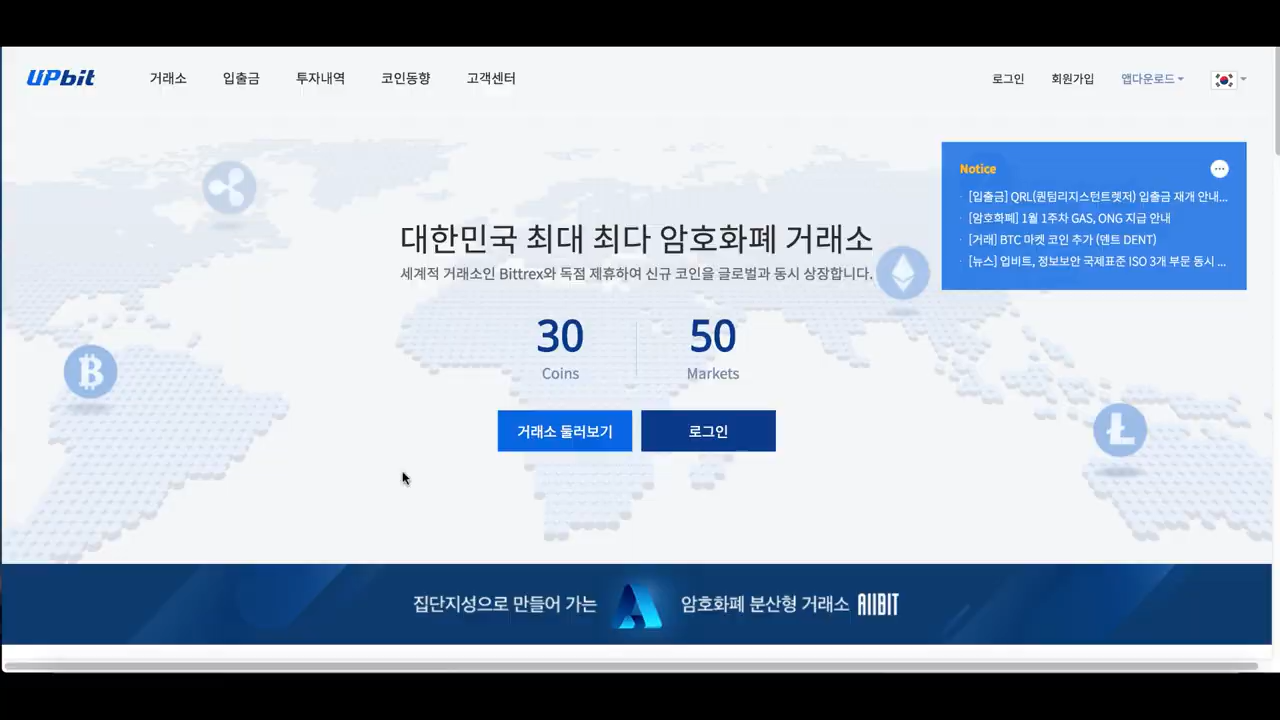 UPbit
거래소 입출금 투자내역 코인동향 고객센터
로그인 회원가입 앱다운로드
Notice
· [입출금] QRL(퀀텀리지스턴트렛저) 입출금 재개 안내...
· [암호화폐] 1월 1주차 GAS, ONG 지급 안내
· [거래] BTC 마켓 코인 추가 (덴트 DENT)
· [뉴스] 업비트, 정보보안 국제표준 ISO 3개 부문 동시 ...
대한민국 최대 최다 암호화폐 거래소
세계적 거래소인 Bittrex와 독점 제휴하여 신규 코인을 글로벌과 동시 상장합니다.
30 50
Coins Markets
거래소 둘러보기 로그인
집단지성으로 만들어 가는 암호화폐 분산형 거래소 AllBIT